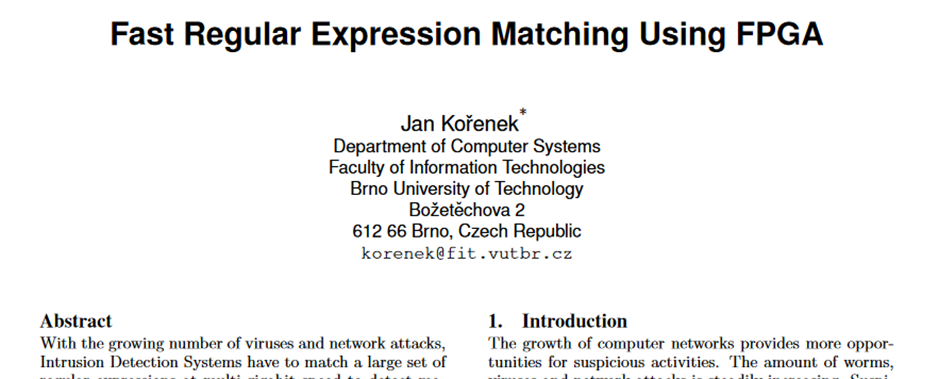 Fast Regular Expression Matching Using FPGA
Jan Kořenek*
Department of Computer Systems
Faculty of Information Technologies
Brno University of Technology
Božetěchova 2
612 66 Brno, Czech Republic
korenek@fit.vutbr.cz
Abstract
With the growing number of viruses and network attacks,
Intrusion Detection Systems have to match a large set of
1. Introduction
The growth of computer networks provides more oppor-
tunities for suspicious activities. The amount of worms,